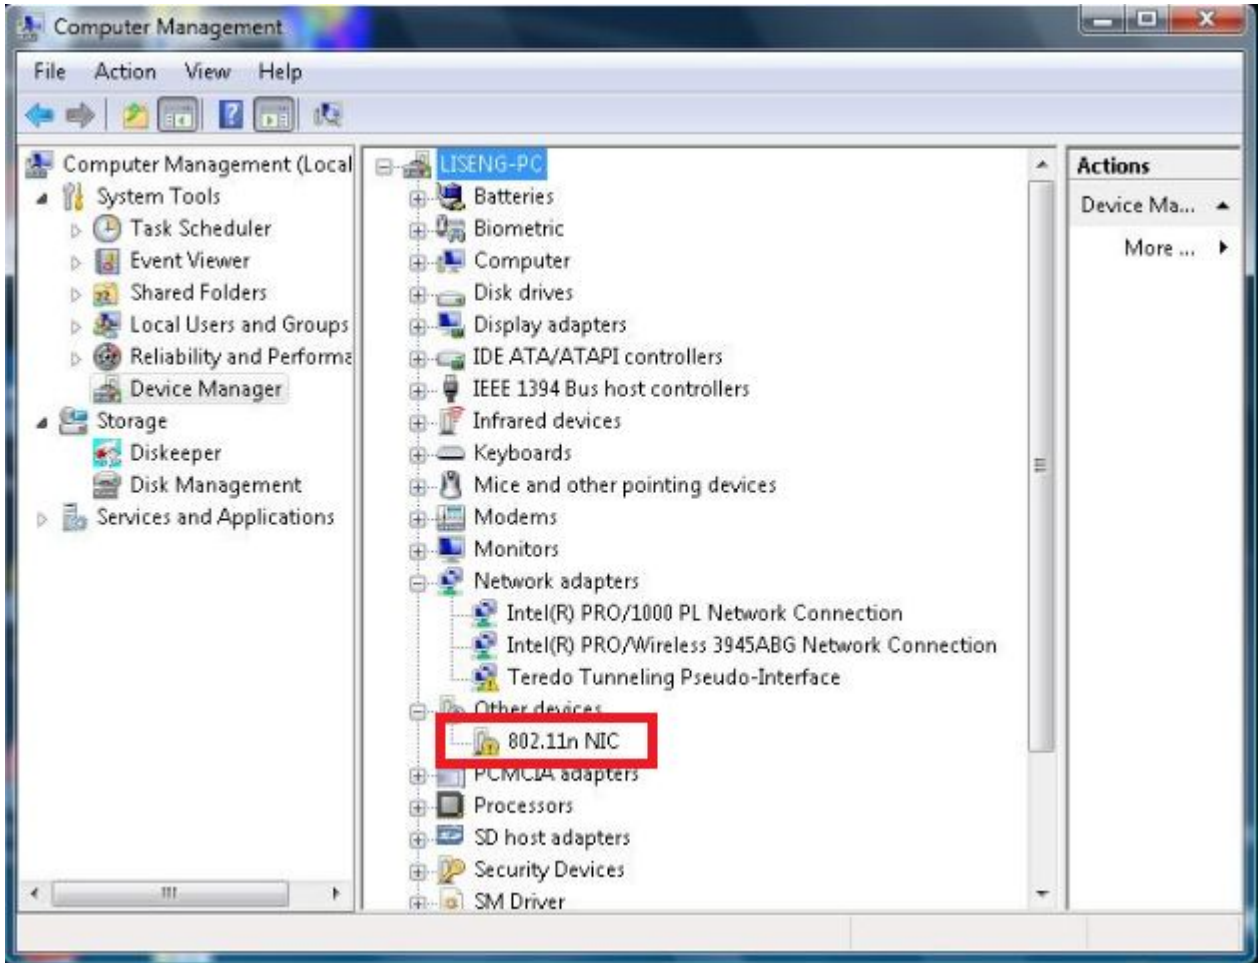 Computer Management
File Action View Help
Computer Management (Local
System Tools
Task Scheduler
Event Viewer
Shared Folders
Local Users and Groups
Reliability and Performa
Device Manager
Storage
Diskeeper
Disk Management
Services and Applications
LISENG-PC
Batteries
Biometric
Computer
Disk drives
Display adapters
IDE ATA/ATAPI controllers
IEEE 1394 Bus host controllers
Infrared devices
Keyboards
Mice and other pointing devices
Modems
Monitors
Network adapters
Intel(R) PRO/1000 PL Network Connection
Intel(R) PRO/Wireless 3945ABG Network Connection
Teredo Tunneling Pseudo-Interface
Other devices
802.11n NIC
PCMCIA adapters
Processors
SD host adapters
Security Devices
SM Driver
Actions
Device Ma...
More ...